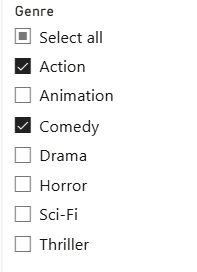 Genre
Select all
Action
Animation
Comedy
Drama
Horror
Sci-Fi
Thriller